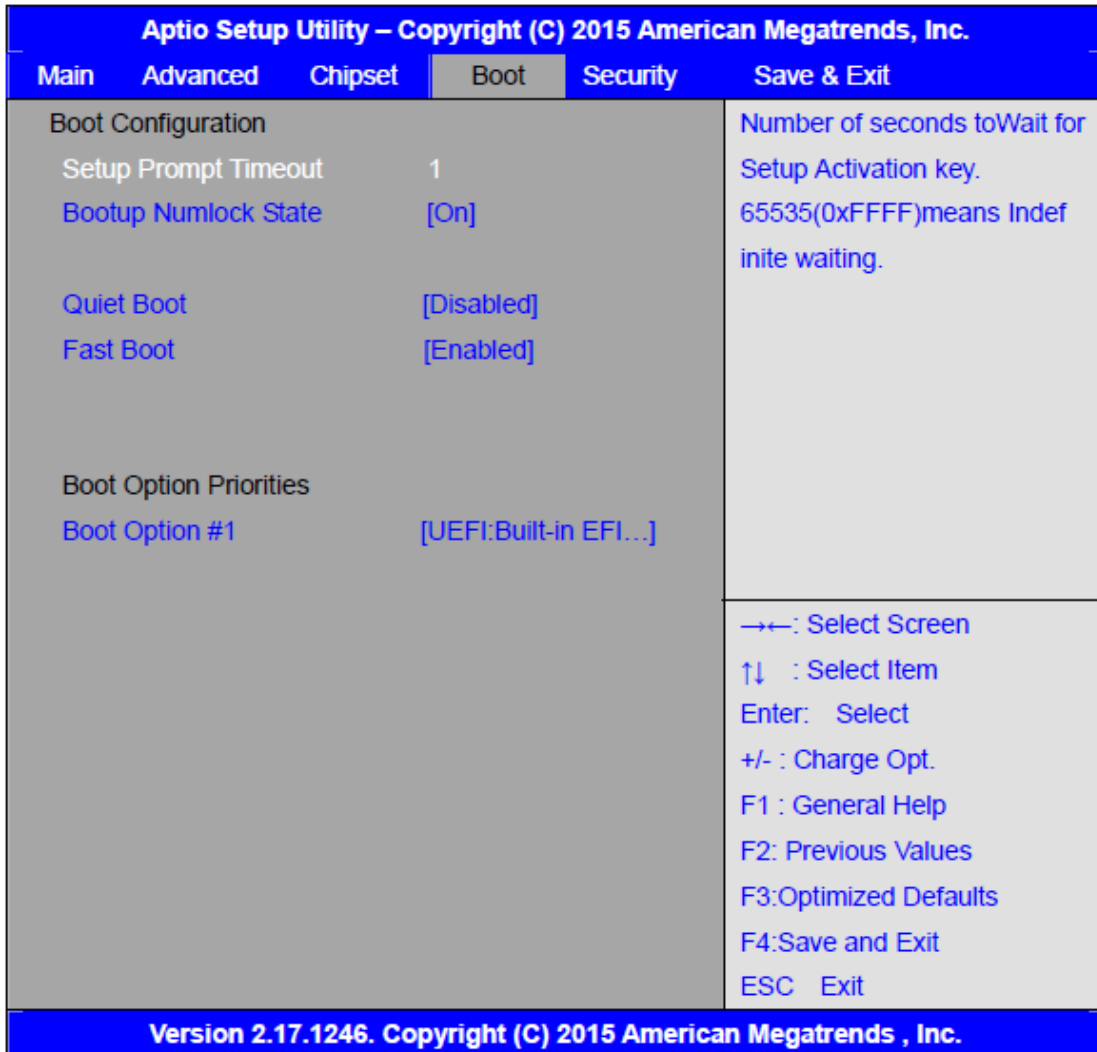 Aptio Setup Utility – Copyright (C) 2015 American Megatrends, Inc.
Main Advanced Chipset Boot Security Save & Exit
Boot Configuration
Setup Prompt Timeout 1
Bootup Numlock State [On]
Quiet Boot [Disabled]
Fast Boot [Enabled]
Boot Option Priorities
Boot Option #1 [UEFI:Built-in EFI…]
Number of seconds toWait for
Setup Activation key.
65535(0xFFFF)means Indef
inite waiting.
→←: Select Screen
↑↓ : Select Item
Enter: Select
+/- : Charge Opt.
F1 : General Help
F2: Previous Values
F3:Optimized Defaults
F4:Save and Exit
ESC Exit
Version 2.17.1246. Copyright (C) 2015 American Megatrends , Inc.